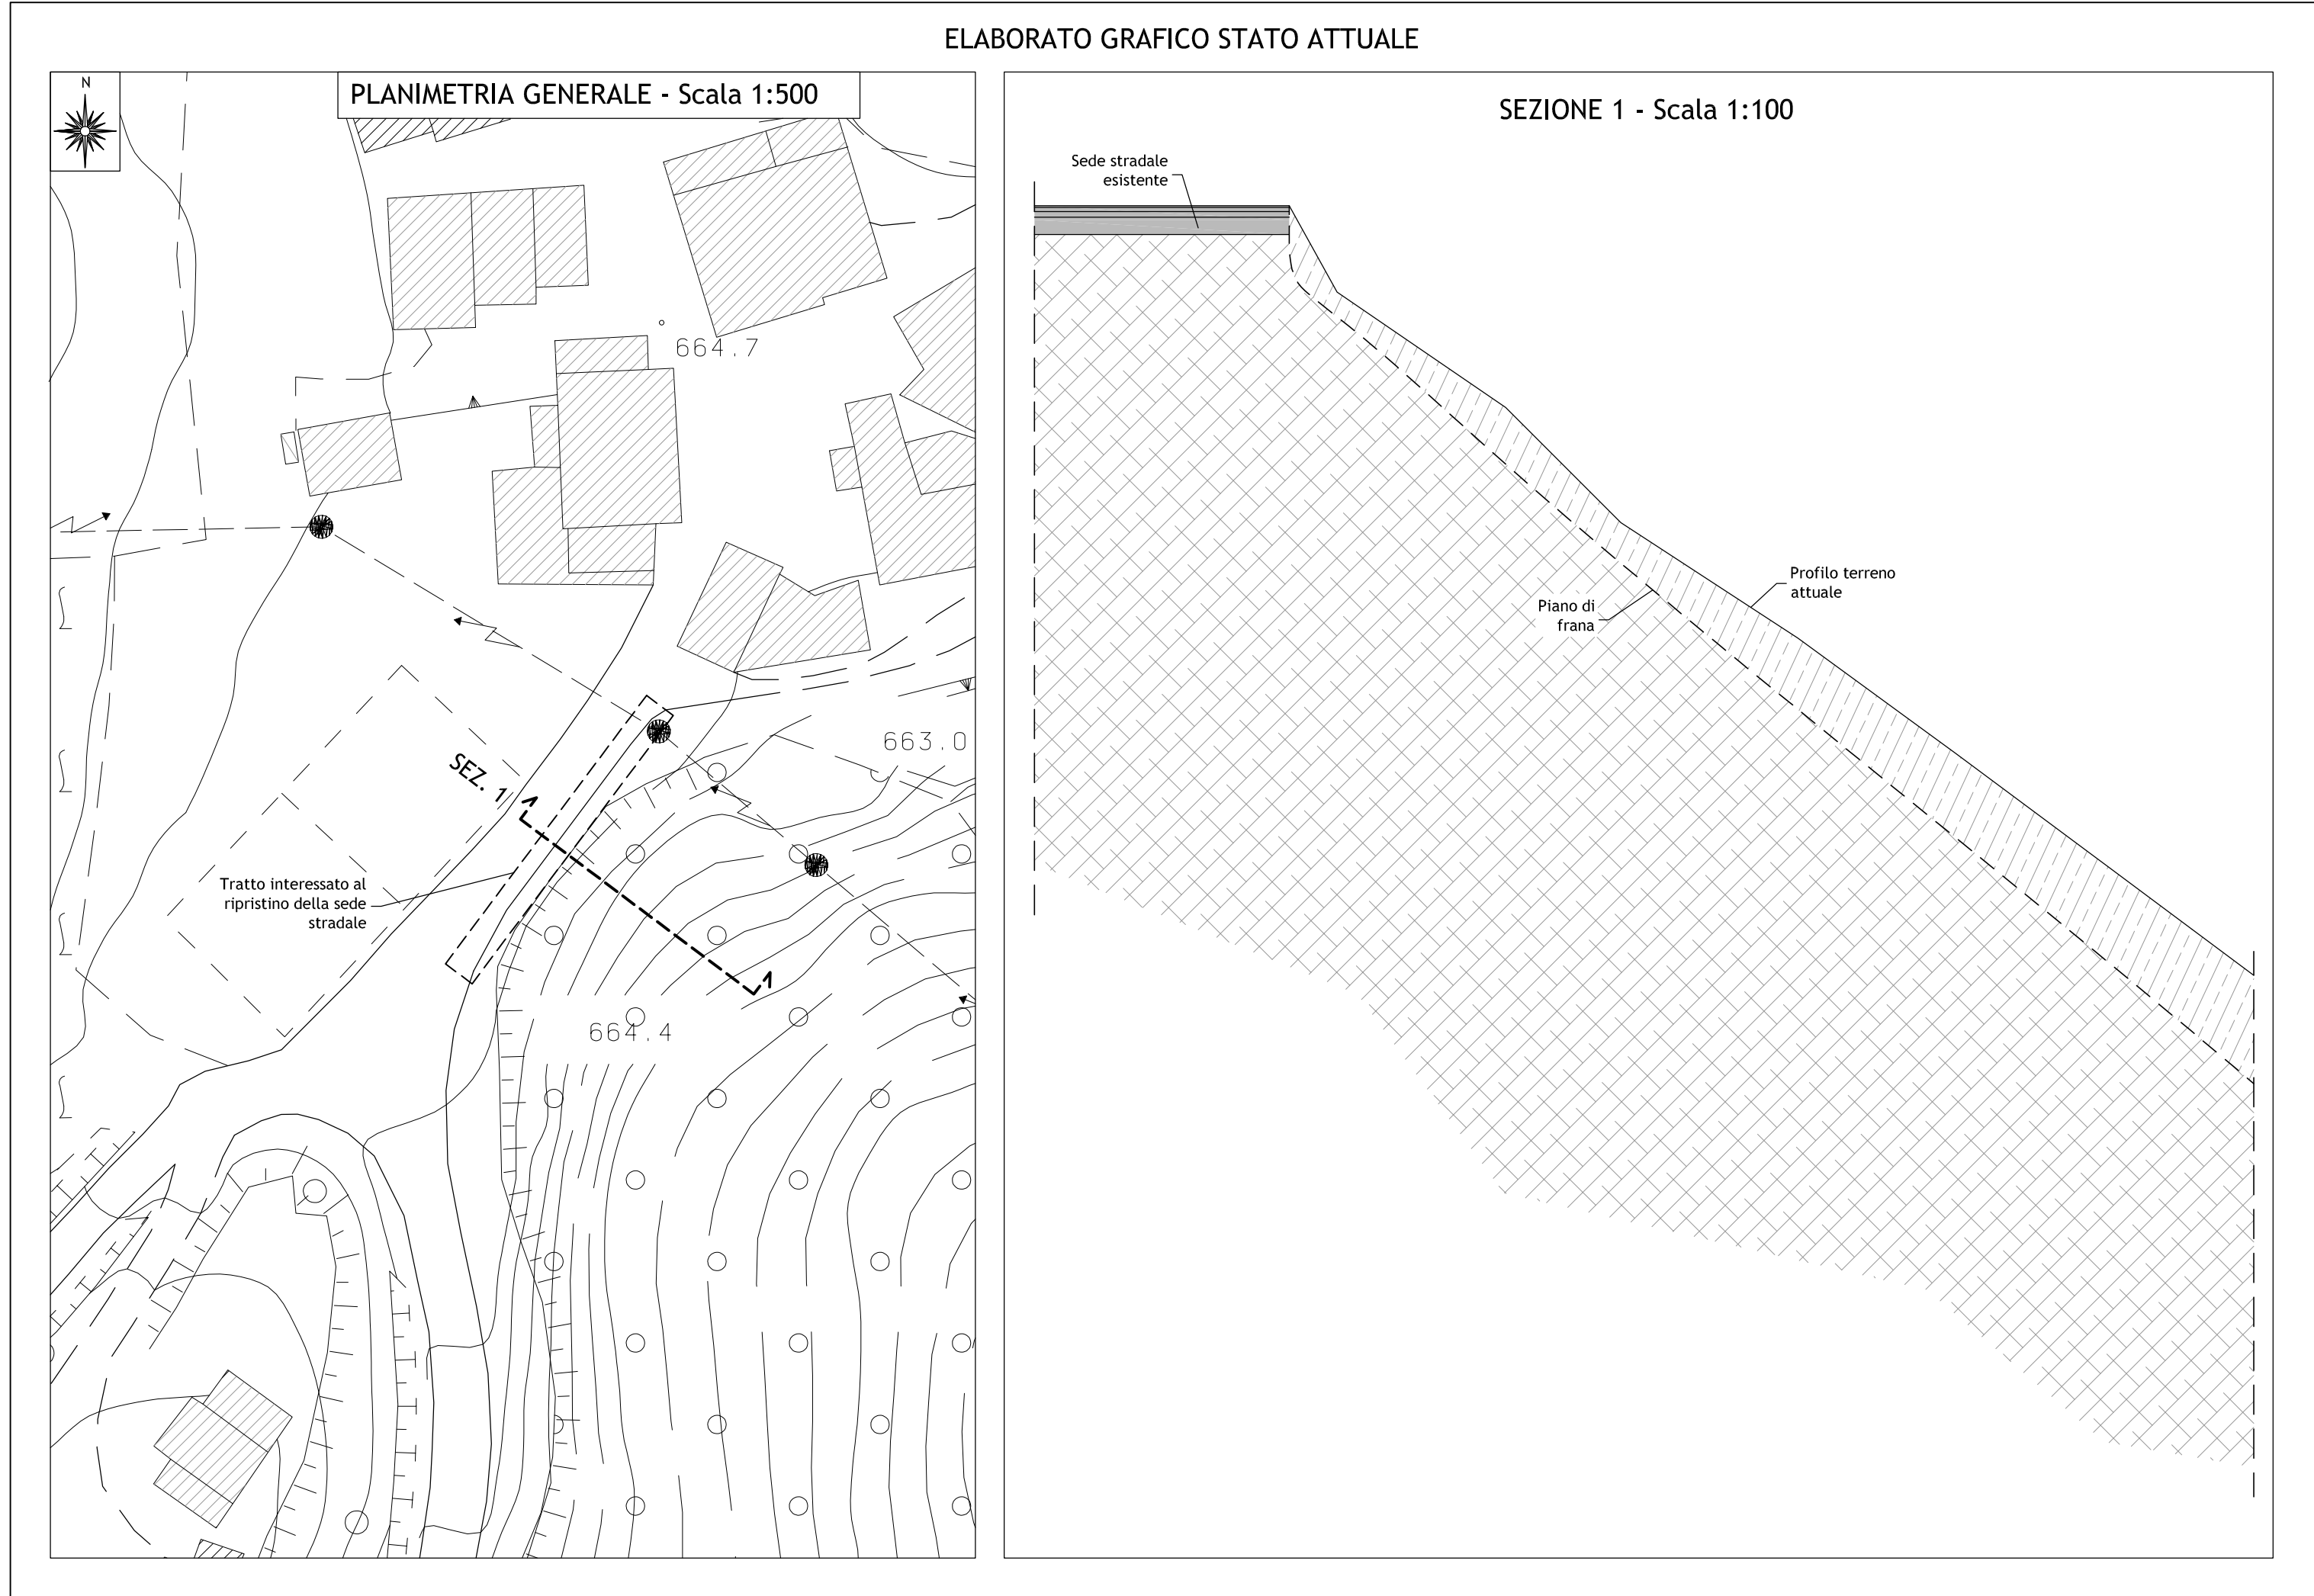 ELABORATO GRAFICO STATO ATTUALE
N
PLANIMETRIA GENERALE - Scala 1:500
664.7
663.0
SEZ. 1
1
1
Tratto interessato al
ripristino della sede
stradale
664.4
SEZIONE 1 - Scala 1:100
Sede stradale
esistente
Profilo terreno
attuale
Piano di
frana